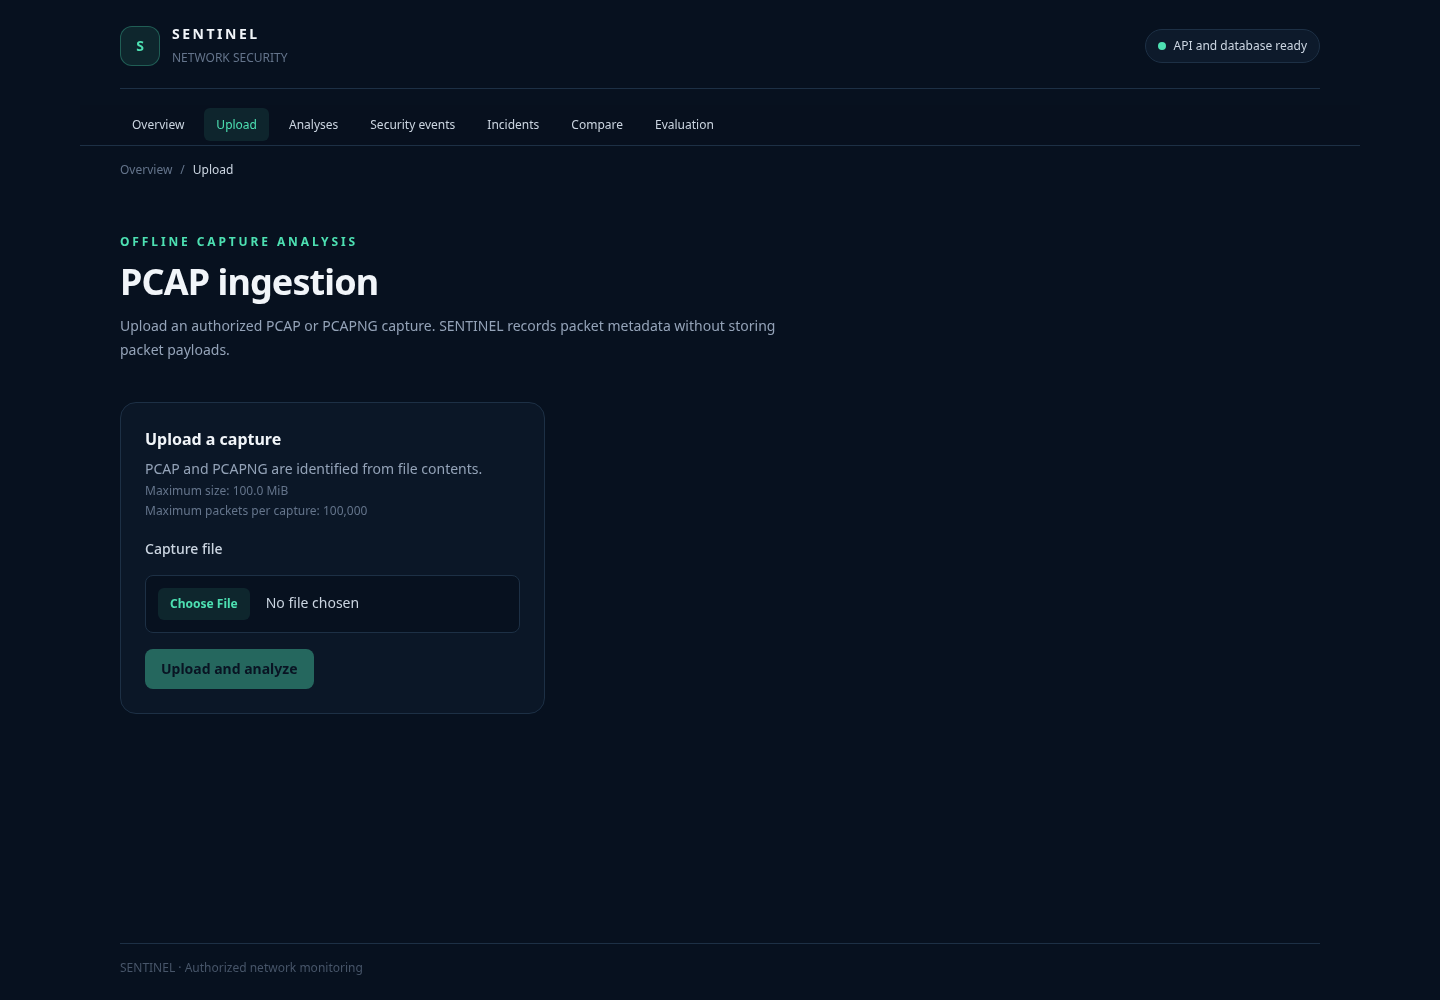 S
SENTINEL
NETWORK SECURITY
API and database ready
Overview Upload Analyses Security events Incidents Compare Evaluation
Overview / Upload
OFFLINE CAPTURE ANALYSIS
PCAP ingestion
Upload an authorized PCAP or PCAPNG capture. SENTINEL records packet metadata without storing
packet payloads.
Upload a capture
PCAP and PCAPNG are identified from file contents.
Maximum size: 100.0 MiB
Maximum packets per capture: 100,000
Capture file
Choose File No file chosen
Upload and analyze
SENTINEL · Authorized network monitoring